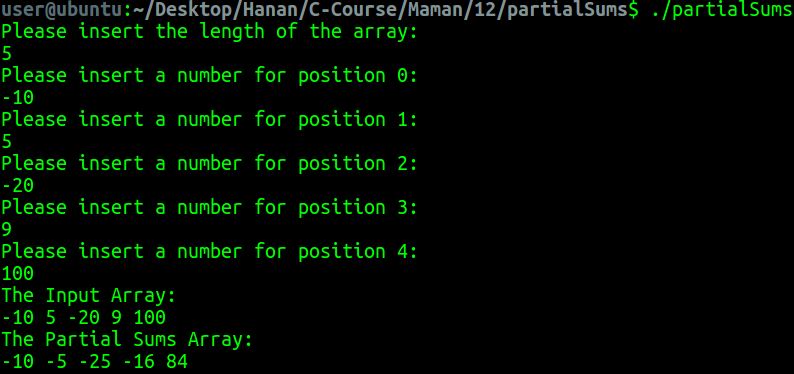 user@ubuntu:~/Desktop/Hanan/C-Course/Maman/12/partialSums$ ./partialSums
Please insert the length of the array:
5
Please insert a number for position 0:
-10
Please insert a number for position 1:
5
Please insert a number for position 2:
-20
Please insert a number for position 3:
9
Please insert a number for position 4:
100
The Input Array:
-10 5 -20 9 100
The Partial Sums Array:
-10 -5 -25 -16 84